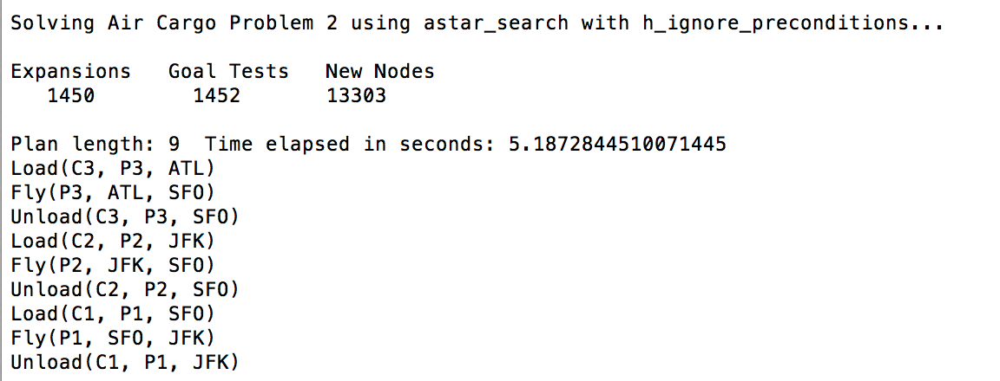 Solving Air Cargo Problem 2 using astar_search with h_ignore_preconditions...
Expansions   Goal Tests   New Nodes
   1450        1452       13303
Plan length: 9  Time elapsed in seconds: 5.1872844510071445
Load(C3, P3, ATL)
Fly(P3, ATL, SFO)
Unload(C3, P3, SFO)
Load(C2, P2, JFK)
Fly(P2, JFK, SFO)
Unload(C2, P2, SFO)
Load(C1, P1, SFO)
Fly(P1, SFO, JFK)
Unload(C1, P1, JFK)